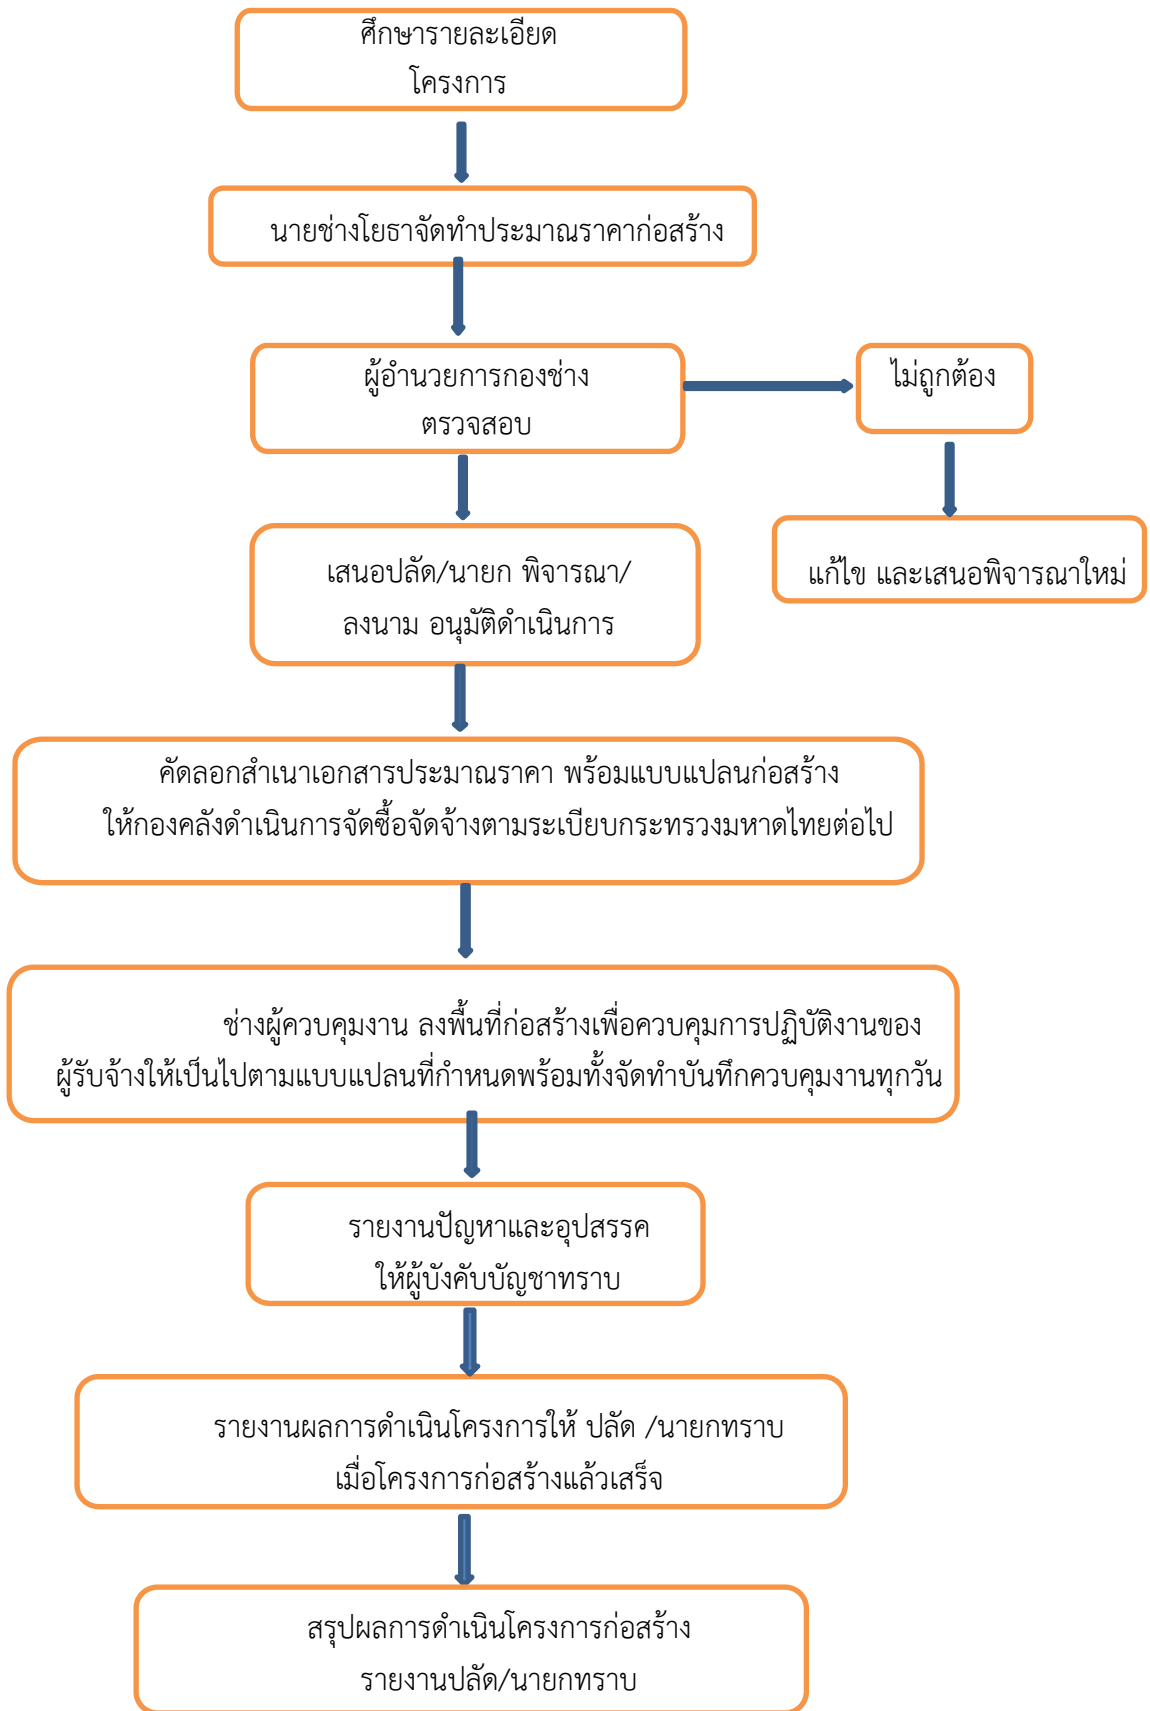 ศึกษารายละเอียด
โครงการ
นายช่างโยธาจัดทำประมาณราคาก่อสร้าง
ผู้อำนวยการกองช่าง
ตรวจสอบ
ไม่ถูกต้อง
เสนอปลัด/นายก พิจารณา/
ลงนาม อนุมัติดำเนินการ
แก้ไข และเสนอพิจารณาใหม่
คัดลอกสำเนาเอกสารประมาณราคา พร้อมแบบแปลนก่อสร้าง
ให้กองคลังดำเนินการจัดซื้อจัดจ้างตามระเบียบกระทรวงมหาดไทยต่อไป
ช่างผู้ควบคุมงาน ลงพื้นที่ก่อสร้างเพื่อควบคุมการปฏิบัติงานของ
ผู้รับจ้างให้เป็นไปตามแบบแปลนที่กำหนดพร้อมทั้งจัดทำบันทึกควบคุมงานทุกวัน
รายงานปัญหาและอุปสรรค
ให้ผู้บังคับบัญชาทราบ
รายงานผลการดำเนินโครงการให้ ปลัด /นายกทราบ
เมื่อโครงการก่อสร้างแล้วเสร็จ
สรุปผลการดำเนินโครงการก่อสร้าง
รายงานปลัด/นายกทราบ